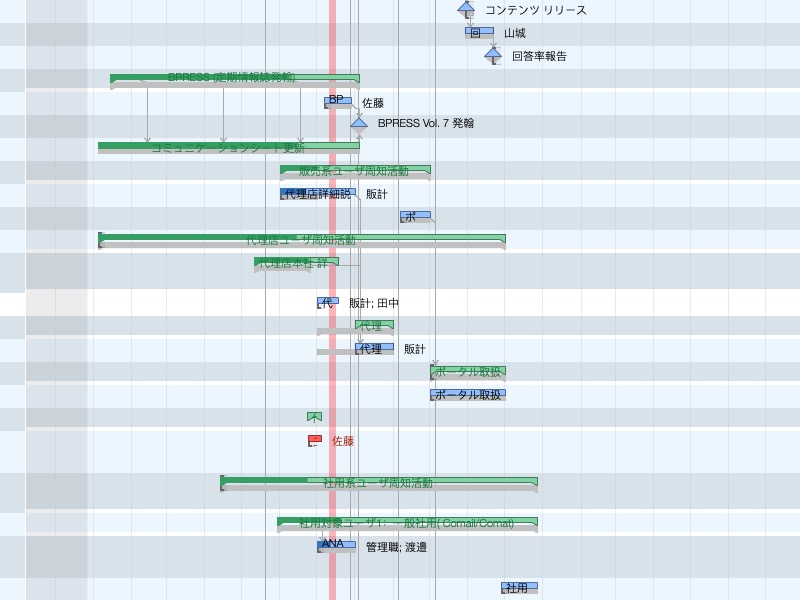 コンテンツ リリース
回 山城
回答率報告
BPRESS (定期情報誌発翰)
BP 佐藤
BPRESS Vol. 7 発翰
コミュニケーションシート更新
販売系ユーザ周知活動
代理店詳細説 販計
ポ
代理店ユーザ周知活動
代理店本社 詳
代 販計; 田中
代理
代理 販計
ポータル取扱
ポータル取扱
佐藤
社用系ユーザ周知活動
社用対象ユーザ1: 一般社用( Comail/Comat)
ANA 管理職; 渡邉
社用